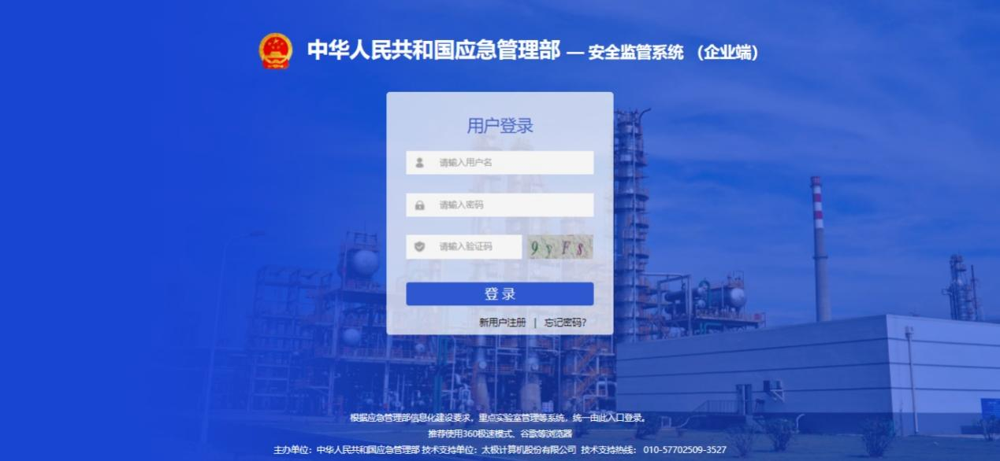 中华人民共和国应急管理部 — 安全监管系统 （企业端）
用户登录
请输入用户名
请输入密码
请输入验证码 9yFs
登 录
新用户注册 | 忘记密码?
根据应急管理部信息化建设要求，重点实验室管理等系统，统一由此入口登录。
推荐使用360极速模式、谷歌等浏览器
主办单位：中华人民共和国应急管理部 技术支持单位：太极计算机股份有限公司 技术支持热线： 010-57702509-3527